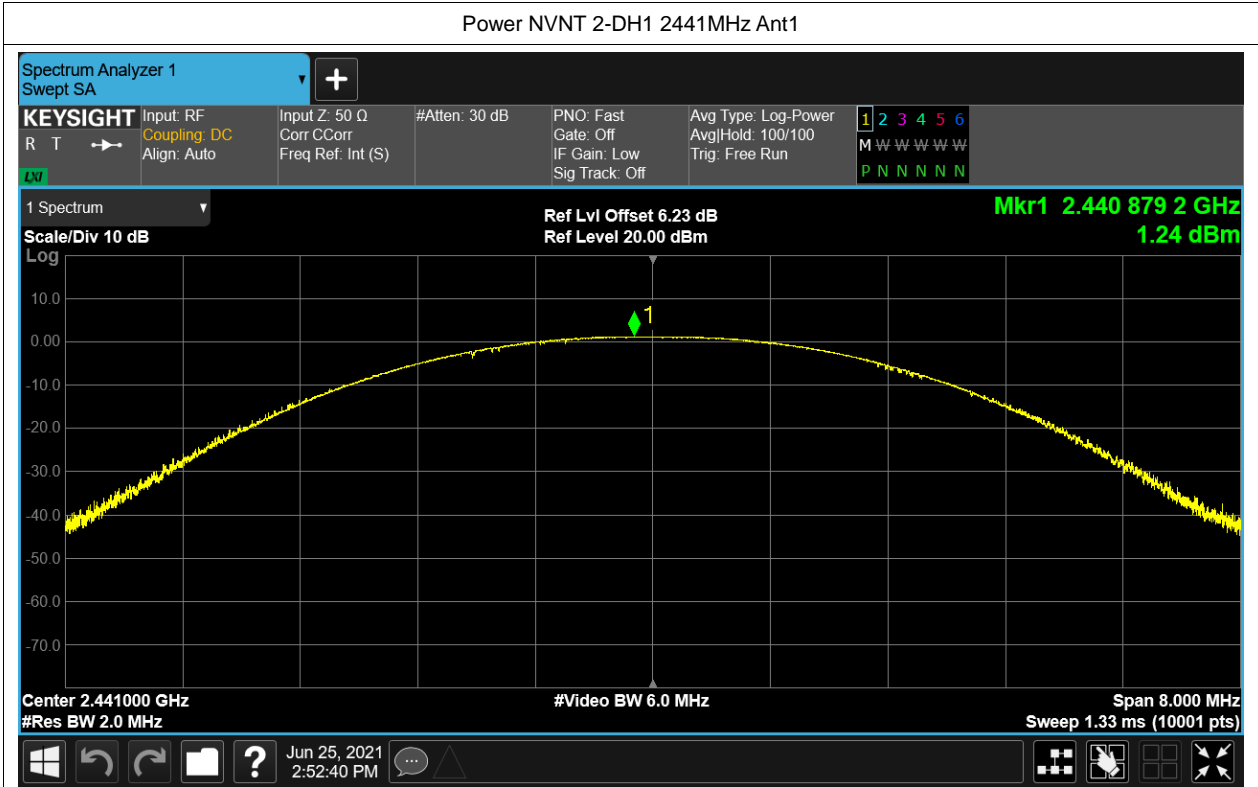 Power NVNT 2-DH1 2441MHz Ant1
Spectrum Analyzer 1
Swept SA
KEYSIGHT
R T
LXI
Input: RF
Coupling: DC
Align: Auto
Input Z: 50 Ω
Corr CCorr
Freq Ref: Int (S)
#Atten: 30 dB
PNO: Fast
Gate: Off
IF Gain: Low
Sig Track: Off
Avg Type: Log-Power
Avg|Hold: 100/100
Trig: Free Run
1 2 3 4 5 6
M W W W W W
P N N N N N
1 Spectrum
Scale/Div 10 dB
Log
Ref Lvl Offset 6.23 dB
Ref Level 20.00 dBm
Mkr1 2.440 879 2 GHz
1.24 dBm
1
10.0
0.00
-10.0
-20.0
-30.0
-40.0
-50.0
-60.0
-70.0
Center 2.441000 GHz
#Res BW 2.0 MHz
#Video BW 6.0 MHz
Span 8.000 MHz
Sweep 1.33 ms (10001 pts)
?
Jun 25, 2021
2:52:40 PM